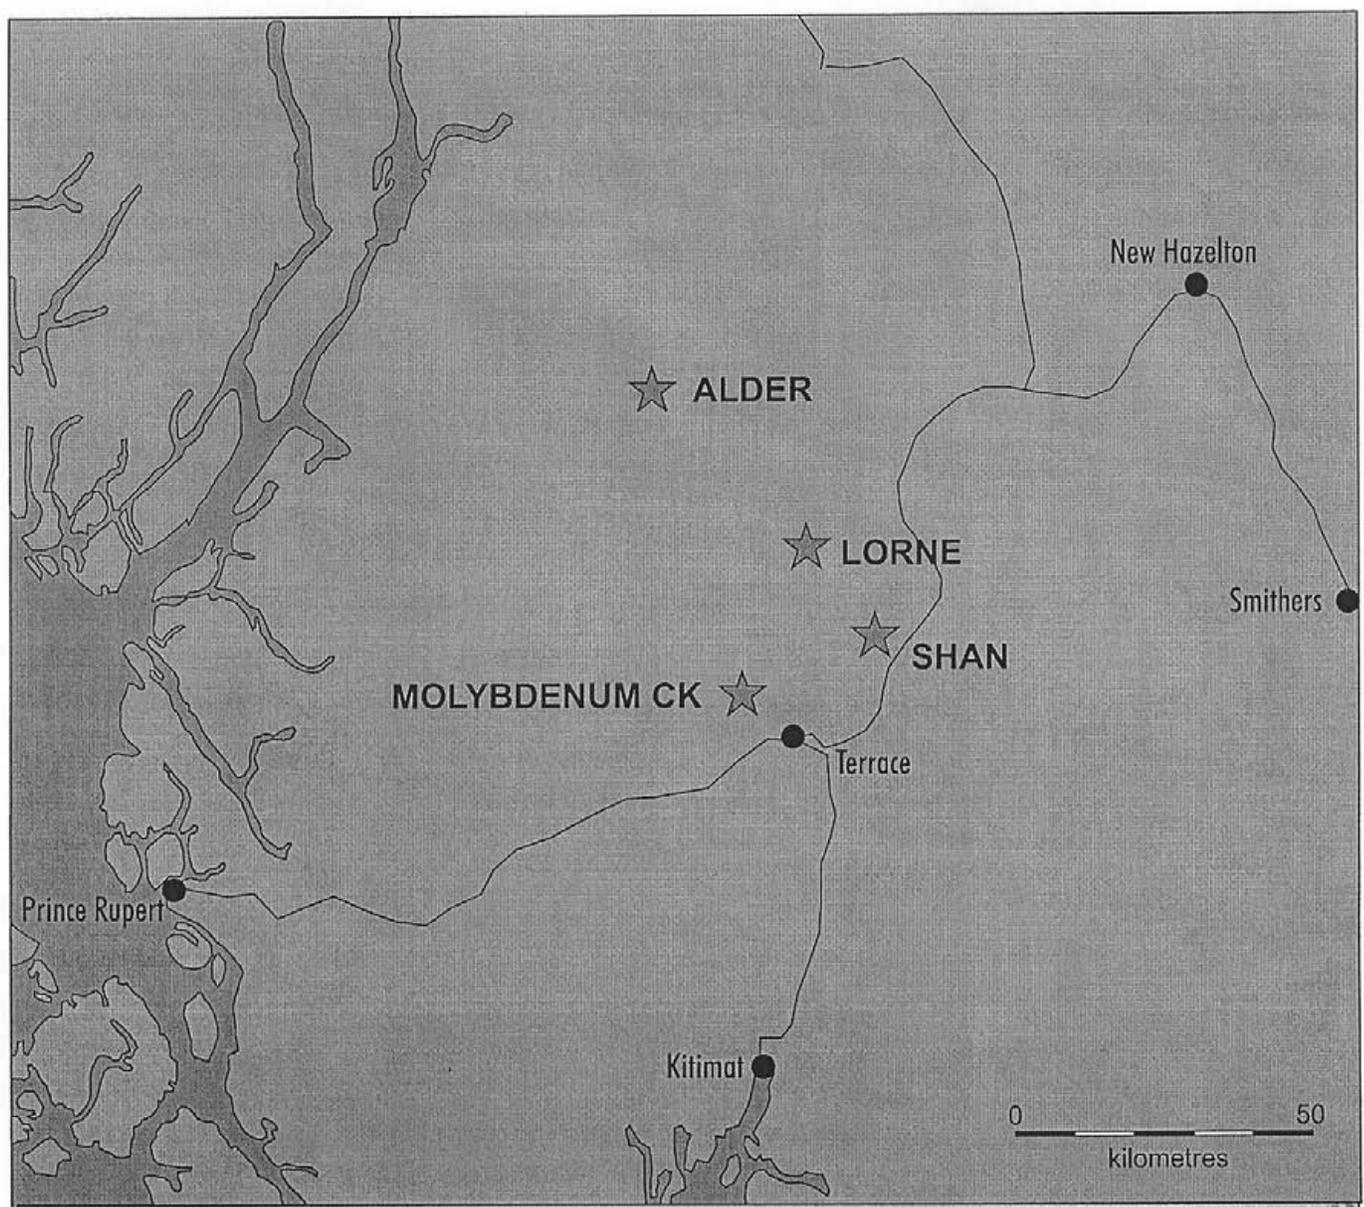 New Hazelton
ALDER
LORNE
Smithers
SHAN
MOLYBDENUM CK
Terrace
Prince Rupert
Kitimat
0 50
kilometres